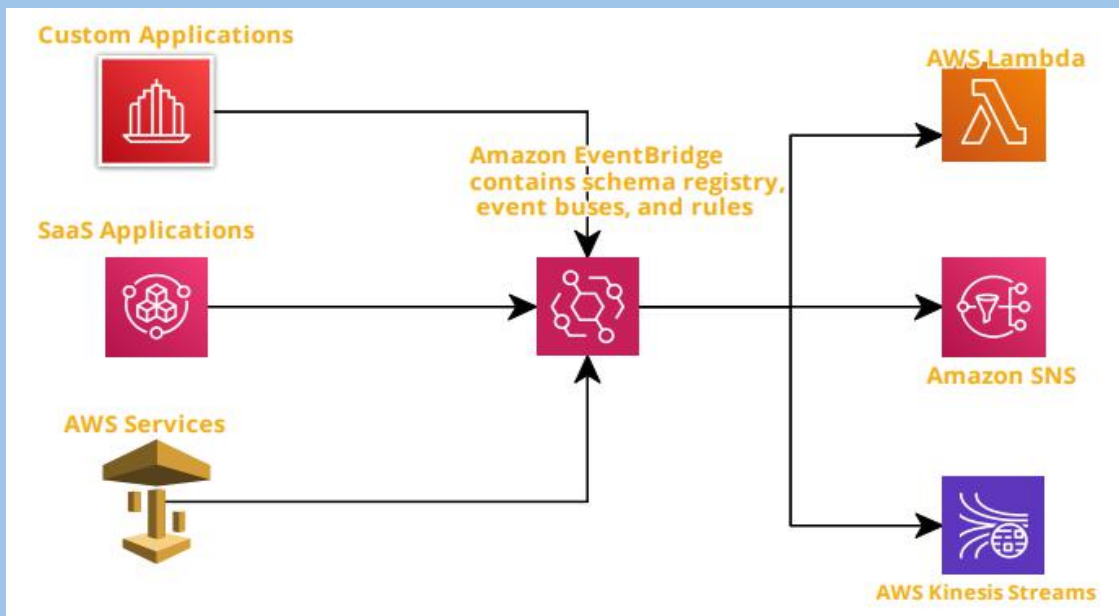 Custom Applications
AWS Lambda
Amazon EventBridge
contains schema registry,
event buses, and rules
SaaS Applications
Amazon SNS
AWS Services
AWS Kinesis Streams